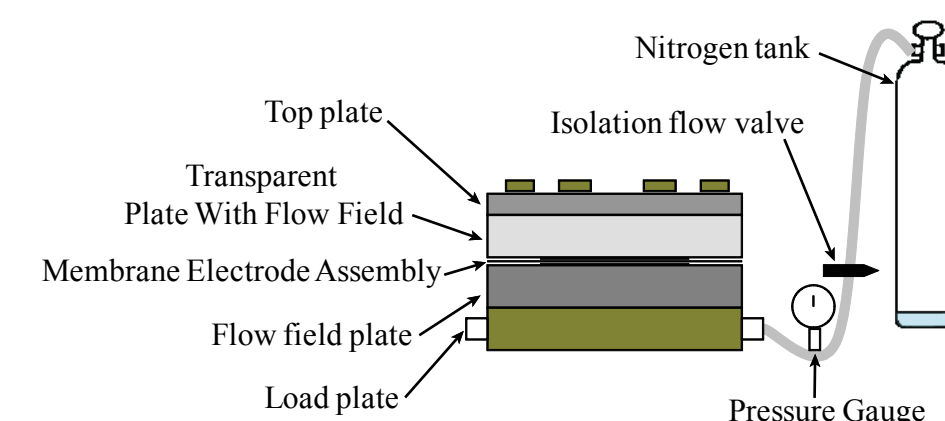 Nitrogen tank
Top plate
Isolation flow valve
Transparent
Plate With Flow Field
Membrane Electrode Assembly
Flow field plate
Load plate
Pressure Gauge